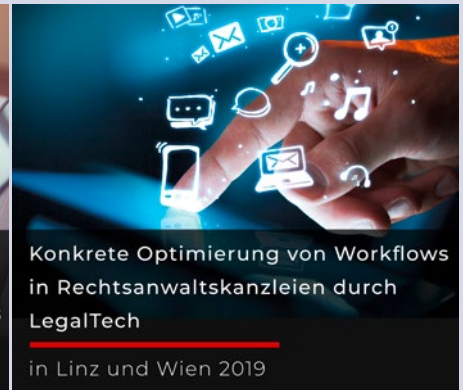 Konkrete Optimierung von Workflows
in Rechtsanwaltskanzleien durch
LegalTech
in Linz und Wien 2019